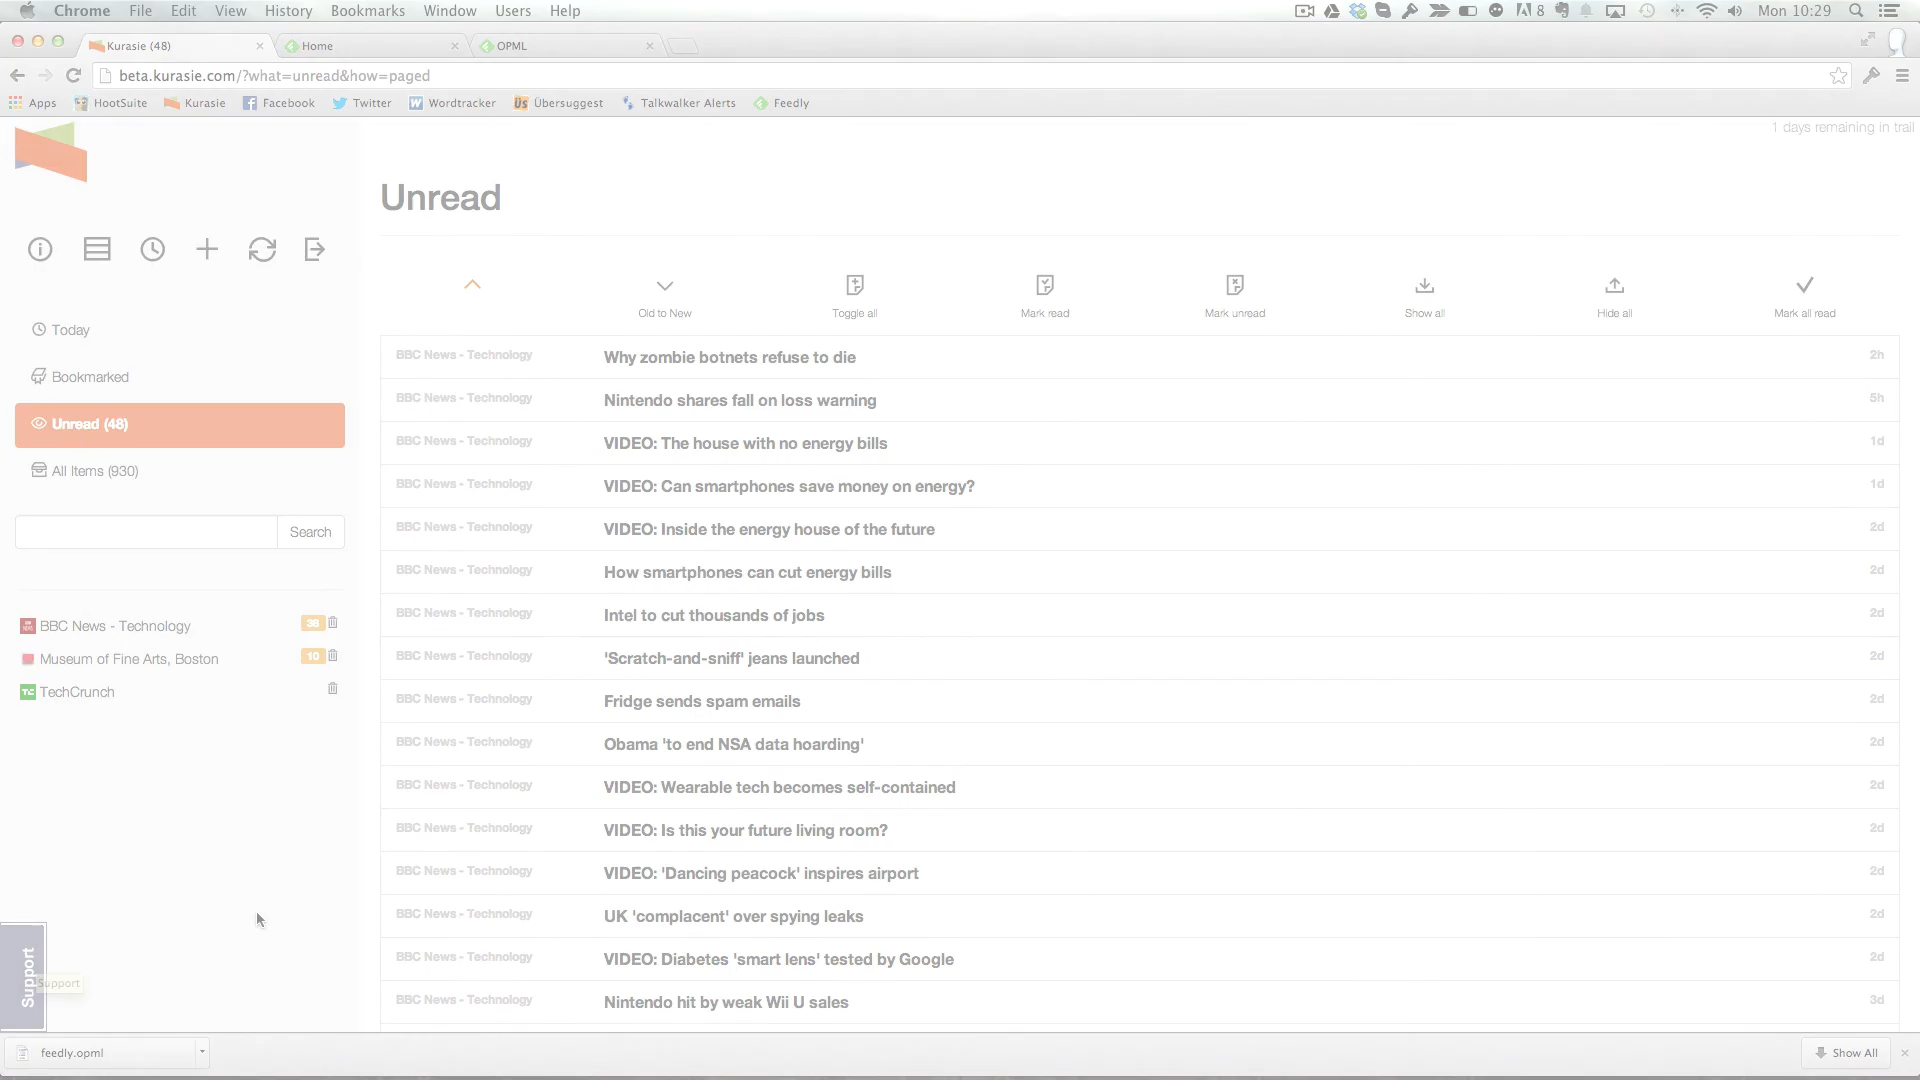 Chrome File Edit View History Bookmarks Window Users Help 8 Mon 10:29
Kurasie (48) Home OPML
beta.kurasie.com/?what=unread&how=paged
Apps HootSuite Kurasie Facebook Twitter Wordtracker Übersuggest Talkwalker Alerts Feedly
1 days remaining in trail
Unread
Old to New Toggle all Mark read Mark unread Show all Hide all Mark all read
Today
Bookmarked
Unread (48)
All Items (930)
Search
BBC News - Technology 38
Museum of Fine Arts, Boston 10
TC TechCrunch
BBC News - Technology Why zombie botnets refuse to die 2h
BBC News - Technology Nintendo shares fall on loss warning 5h
BBC News - Technology VIDEO: The house with no energy bills 1d
BBC News - Technology VIDEO: Can smartphones save money on energy? 1d
BBC News - Technology VIDEO: Inside the energy house of the future 2d
BBC News - Technology How smartphones can cut energy bills 2d
BBC News - Technology Intel to cut thousands of jobs 2d
BBC News - Technology 'Scratch-and-sniff' jeans launched 2d
BBC News - Technology Fridge sends spam emails 2d
BBC News - Technology Obama 'to end NSA data hoarding' 2d
BBC News - Technology VIDEO: Wearable tech becomes self-contained 2d
BBC News - Technology VIDEO: Is this your future living room? 2d
BBC News - Technology VIDEO: 'Dancing peacock' inspires airport 2d
BBC News - Technology UK 'complacent' over spying leaks 2d
BBC News - Technology VIDEO: Diabetes 'smart lens' tested by Google 2d
BBC News - Technology Nintendo hit by weak Wii U sales 3d
Support
Support
feedly.opml
Show All